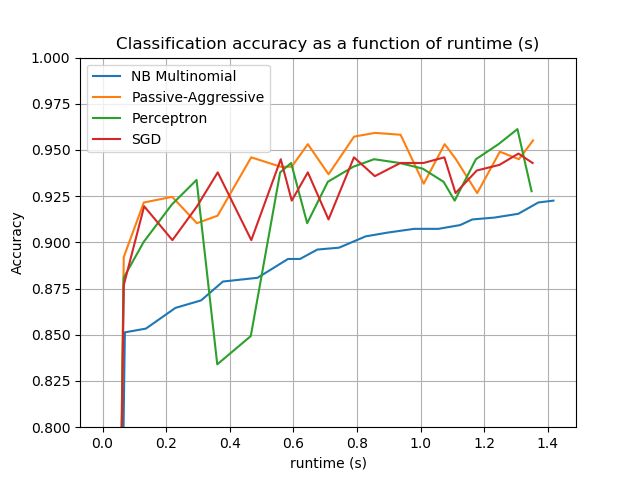 Classification accuracy as a function of runtime (s)
NB Multinomial
Passive-Aggressive
Perceptron
SGD
Accuracy
1.000
0.975
0.950
0.925
0.900
0.875
0.850
0.825
0.800
0.0 0.2 0.4 0.6 0.8 1.0 1.2 1.4
runtime (s)